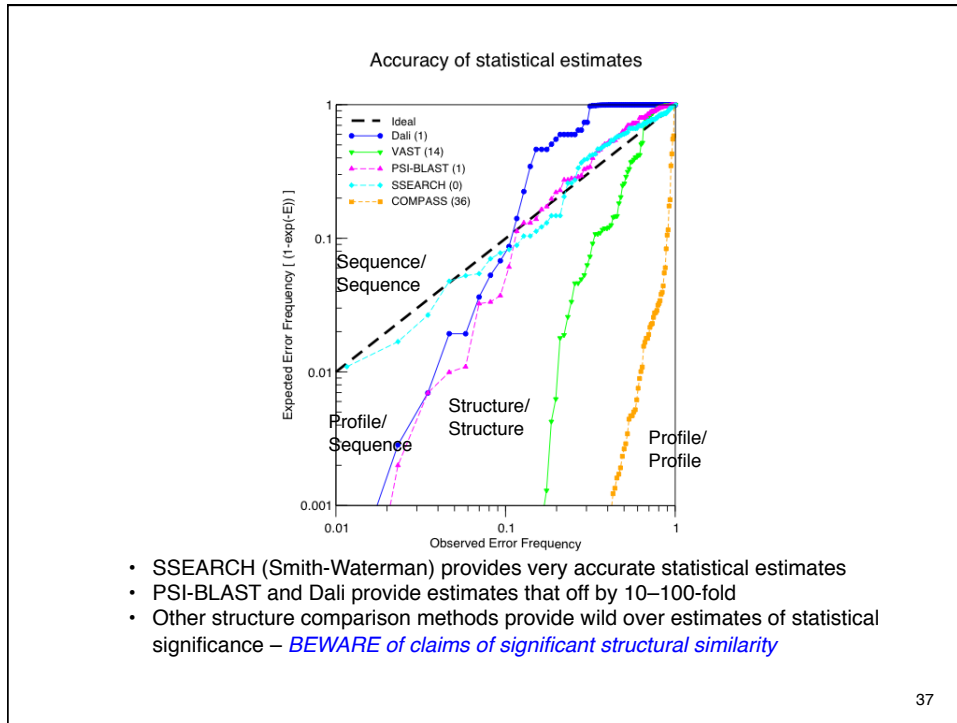 Accuracy of statistical estimates
1
0.1
0.01
0.001
Expected Error Frequency [ (1-exp(-E)) ]
Ideal
Dali (1)
VAST (14)
PSI-BLAST (1)
SSEARCH (0)
COMPASS (36)
Sequence/
Sequence
Profile/
Sequence
Structure/
Structure
Profile/
Profile
0.01
0.1
1
Observed Error Frequency
• SSEARCH (Smith-Waterman) provides very accurate statistical estimates
• PSI-BLAST and Dali provide estimates that off by 10–100-fold
• Other structure comparison methods provide wild over estimates of statistical
significance – BEWARE of claims of significant structural similarity
37